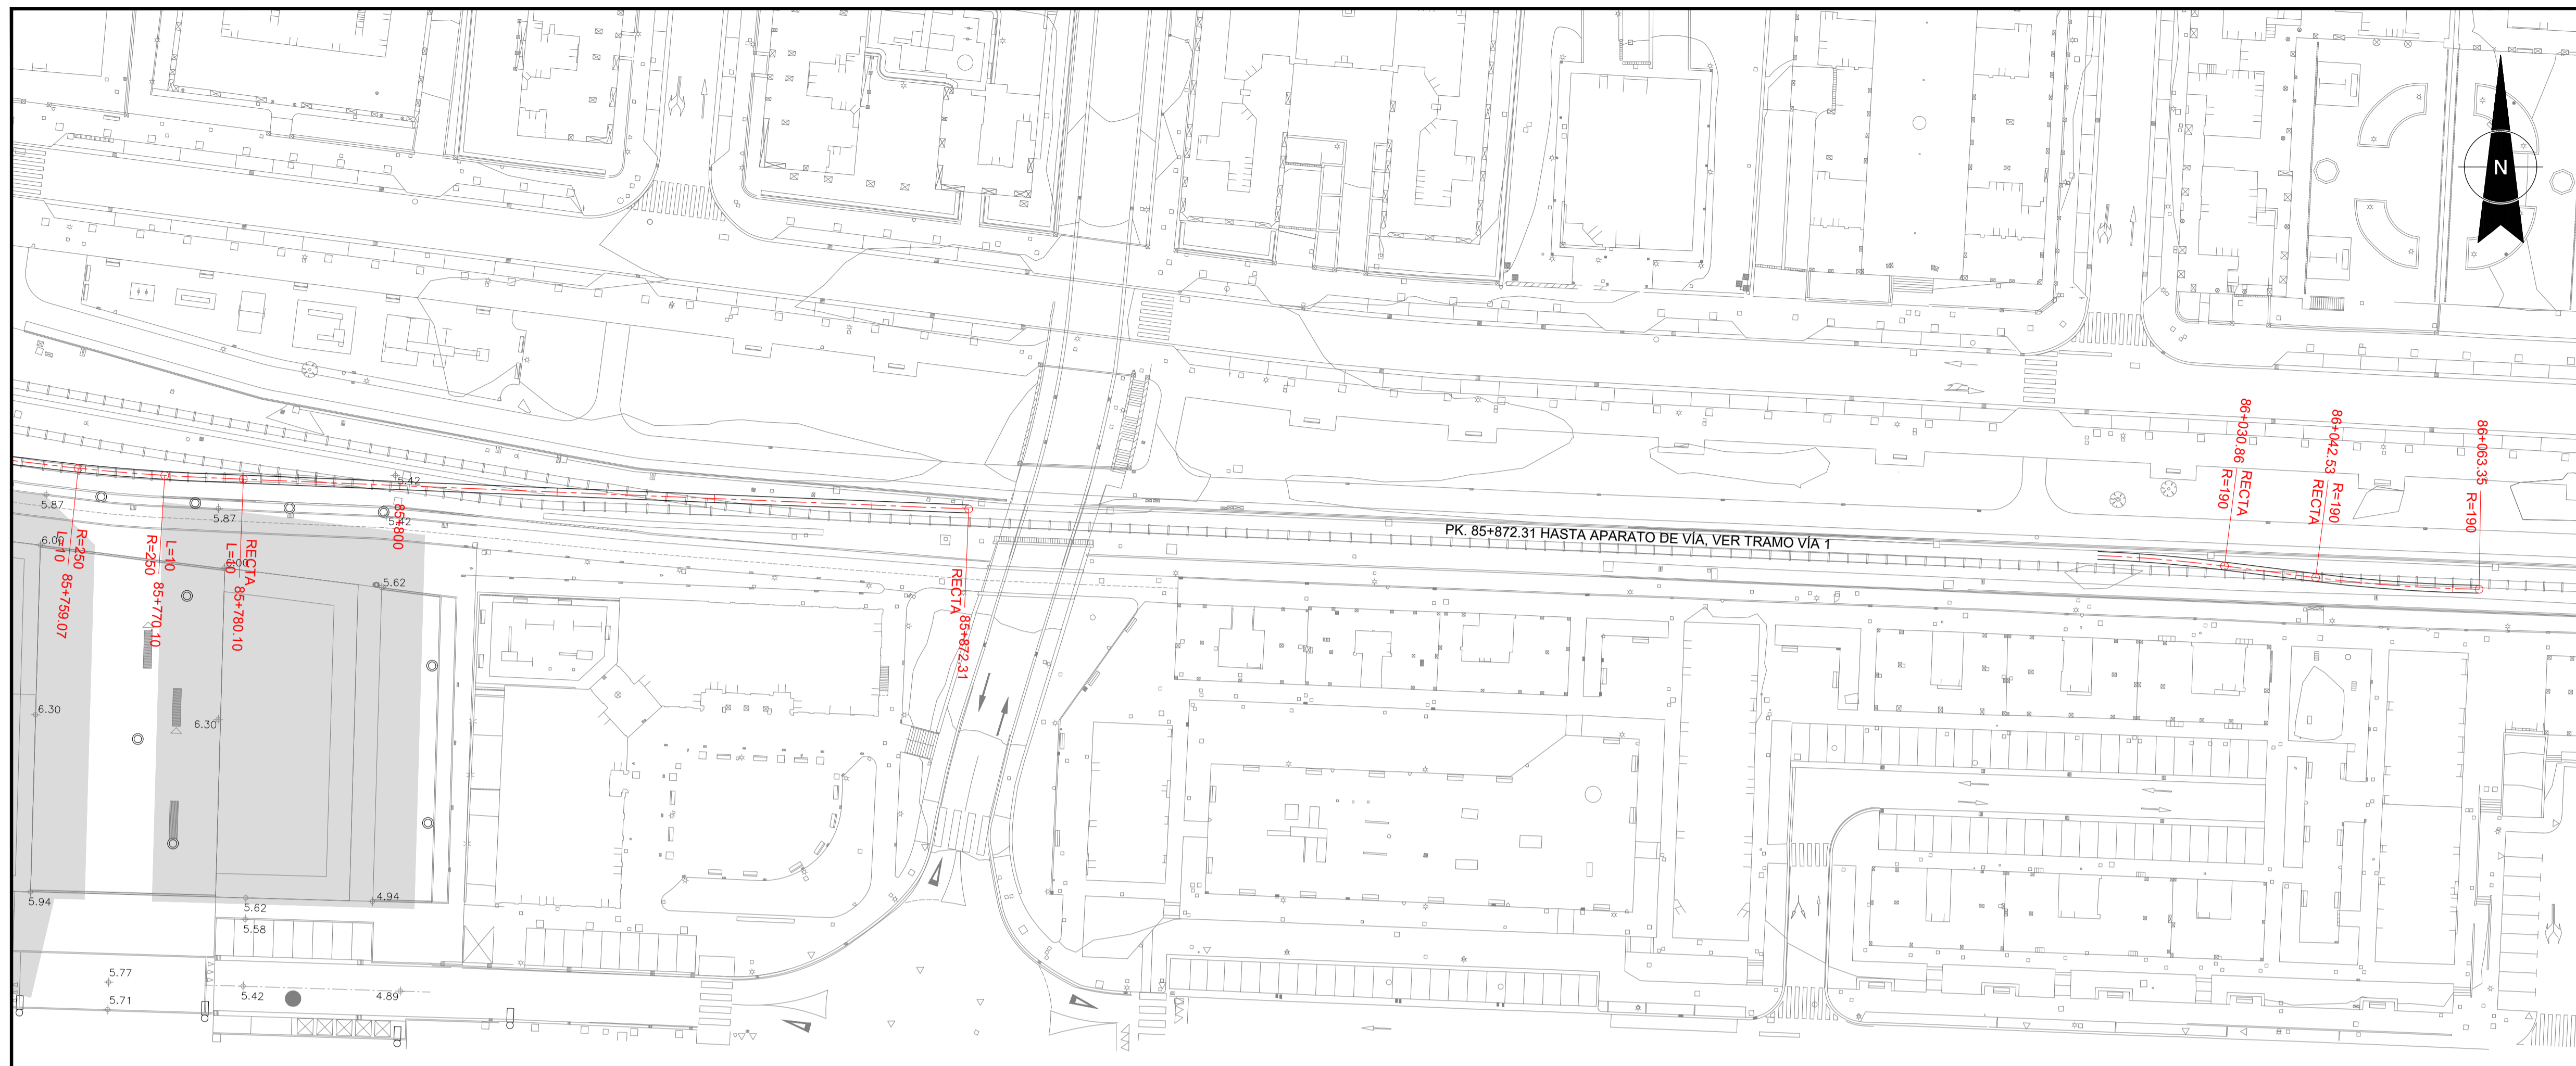 N
5.42
5.87
5.87
5.42
85+800
6.00
6.00
5.62
R=250
L=10
85+759.07
L=10
R=250
85+770.10
RECTA
L=10
85+780.10
RECTA
85+872.31
PK. 85+872.31 HASTA APARATO DE VÍA, VER TRAMO VÍA 1
86+030.86
RECTA
R=190
86+042.53
R=190
RECTA
86+063.35
R=190
6.30
6.30
5.94
5.62
4.94
5.58
5.77
5.71
5.42
4.89